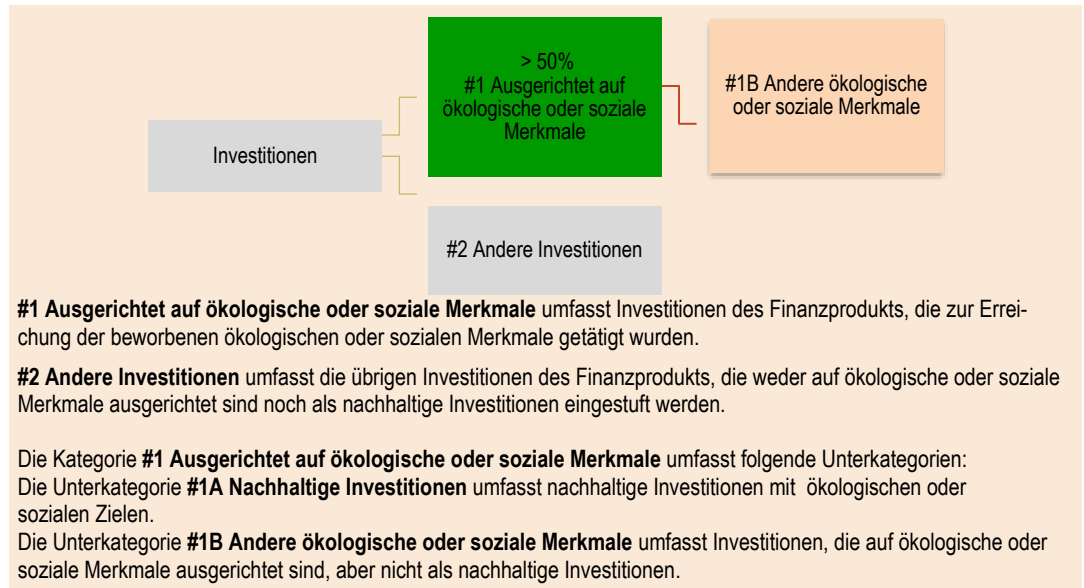 > 50%
#1 Ausgerichtet auf
ökologische oder soziale
Merkmale
#1B Andere ökologische
oder soziale Merkmale
Investitionen
#2 Andere Investitionen
#1 Ausgerichtet auf ökologische oder soziale Merkmale umfasst Investitionen des Finanzprodukts, die zur Errei-
chung der beworbenen ökologischen oder sozialen Merkmale getätigt wurden.
#2 Andere Investitionen umfasst die übrigen Investitionen des Finanzprodukts, die weder auf ökologische oder soziale
Merkmale ausgerichtet sind noch als nachhaltige Investitionen eingestuft werden.
Die Kategorie #1 Ausgerichtet auf ökologische oder soziale Merkmale umfasst folgende Unterkategorien:
Die Unterkategorie #1A Nachhaltige Investitionen umfasst nachhaltige Investitionen mit ökologischen oder
sozialen Zielen.
Die Unterkategorie #1B Andere ökologische oder soziale Merkmale umfasst Investitionen, die auf ökologische oder
soziale Merkmale ausgerichtet sind, aber nicht als nachhaltige Investitionen.